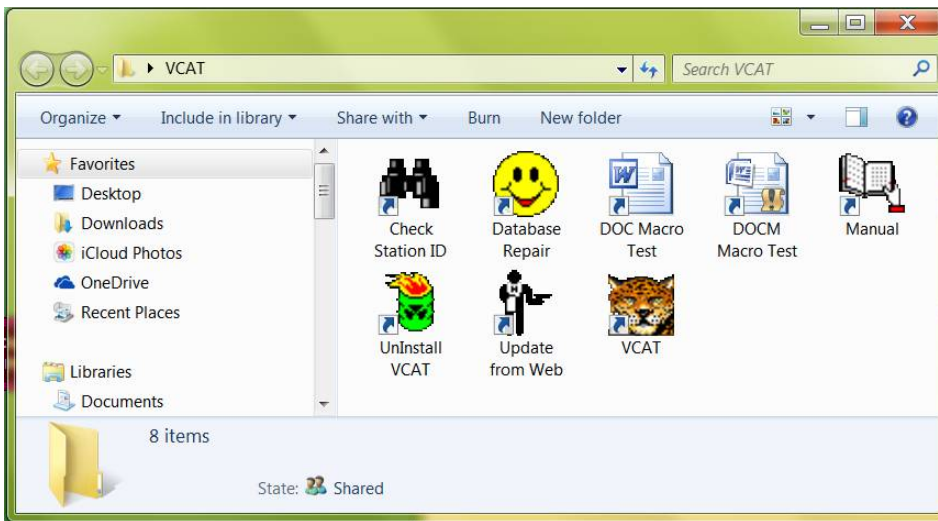 VCAT
Search VCAT
Organize
Include in library
Share with
Burn
New folder
Favorites
Desktop
Downloads
iCloud Photos
OneDrive
Recent Places
Libraries
Documents
Check
Station ID
Database
Repair
DOC Macro
Test
DOCM
Macro Test
Manual
UnInstall
VCAT
Update
from Web
VCAT
8 items
State: Shared